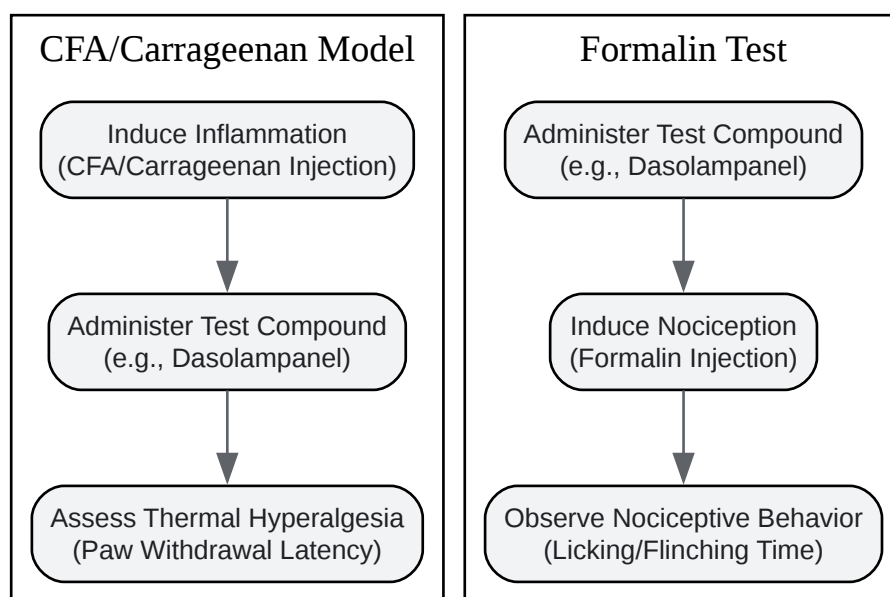 CFA/Carrageenan Model
Induce Inflammation
(CFA/Carrageenan Injection)
Administer Test Compound
(e.g., Dasolampanel)
Assess Thermal Hyperalgesia
(Paw Withdrawal Latency)
Formalin Test
Administer Test Compound
(e.g., Dasolampanel)
Induce Nociception
(Formalin Injection)
Observe Nociceptive Behavior
(Licking/Flinching Time)